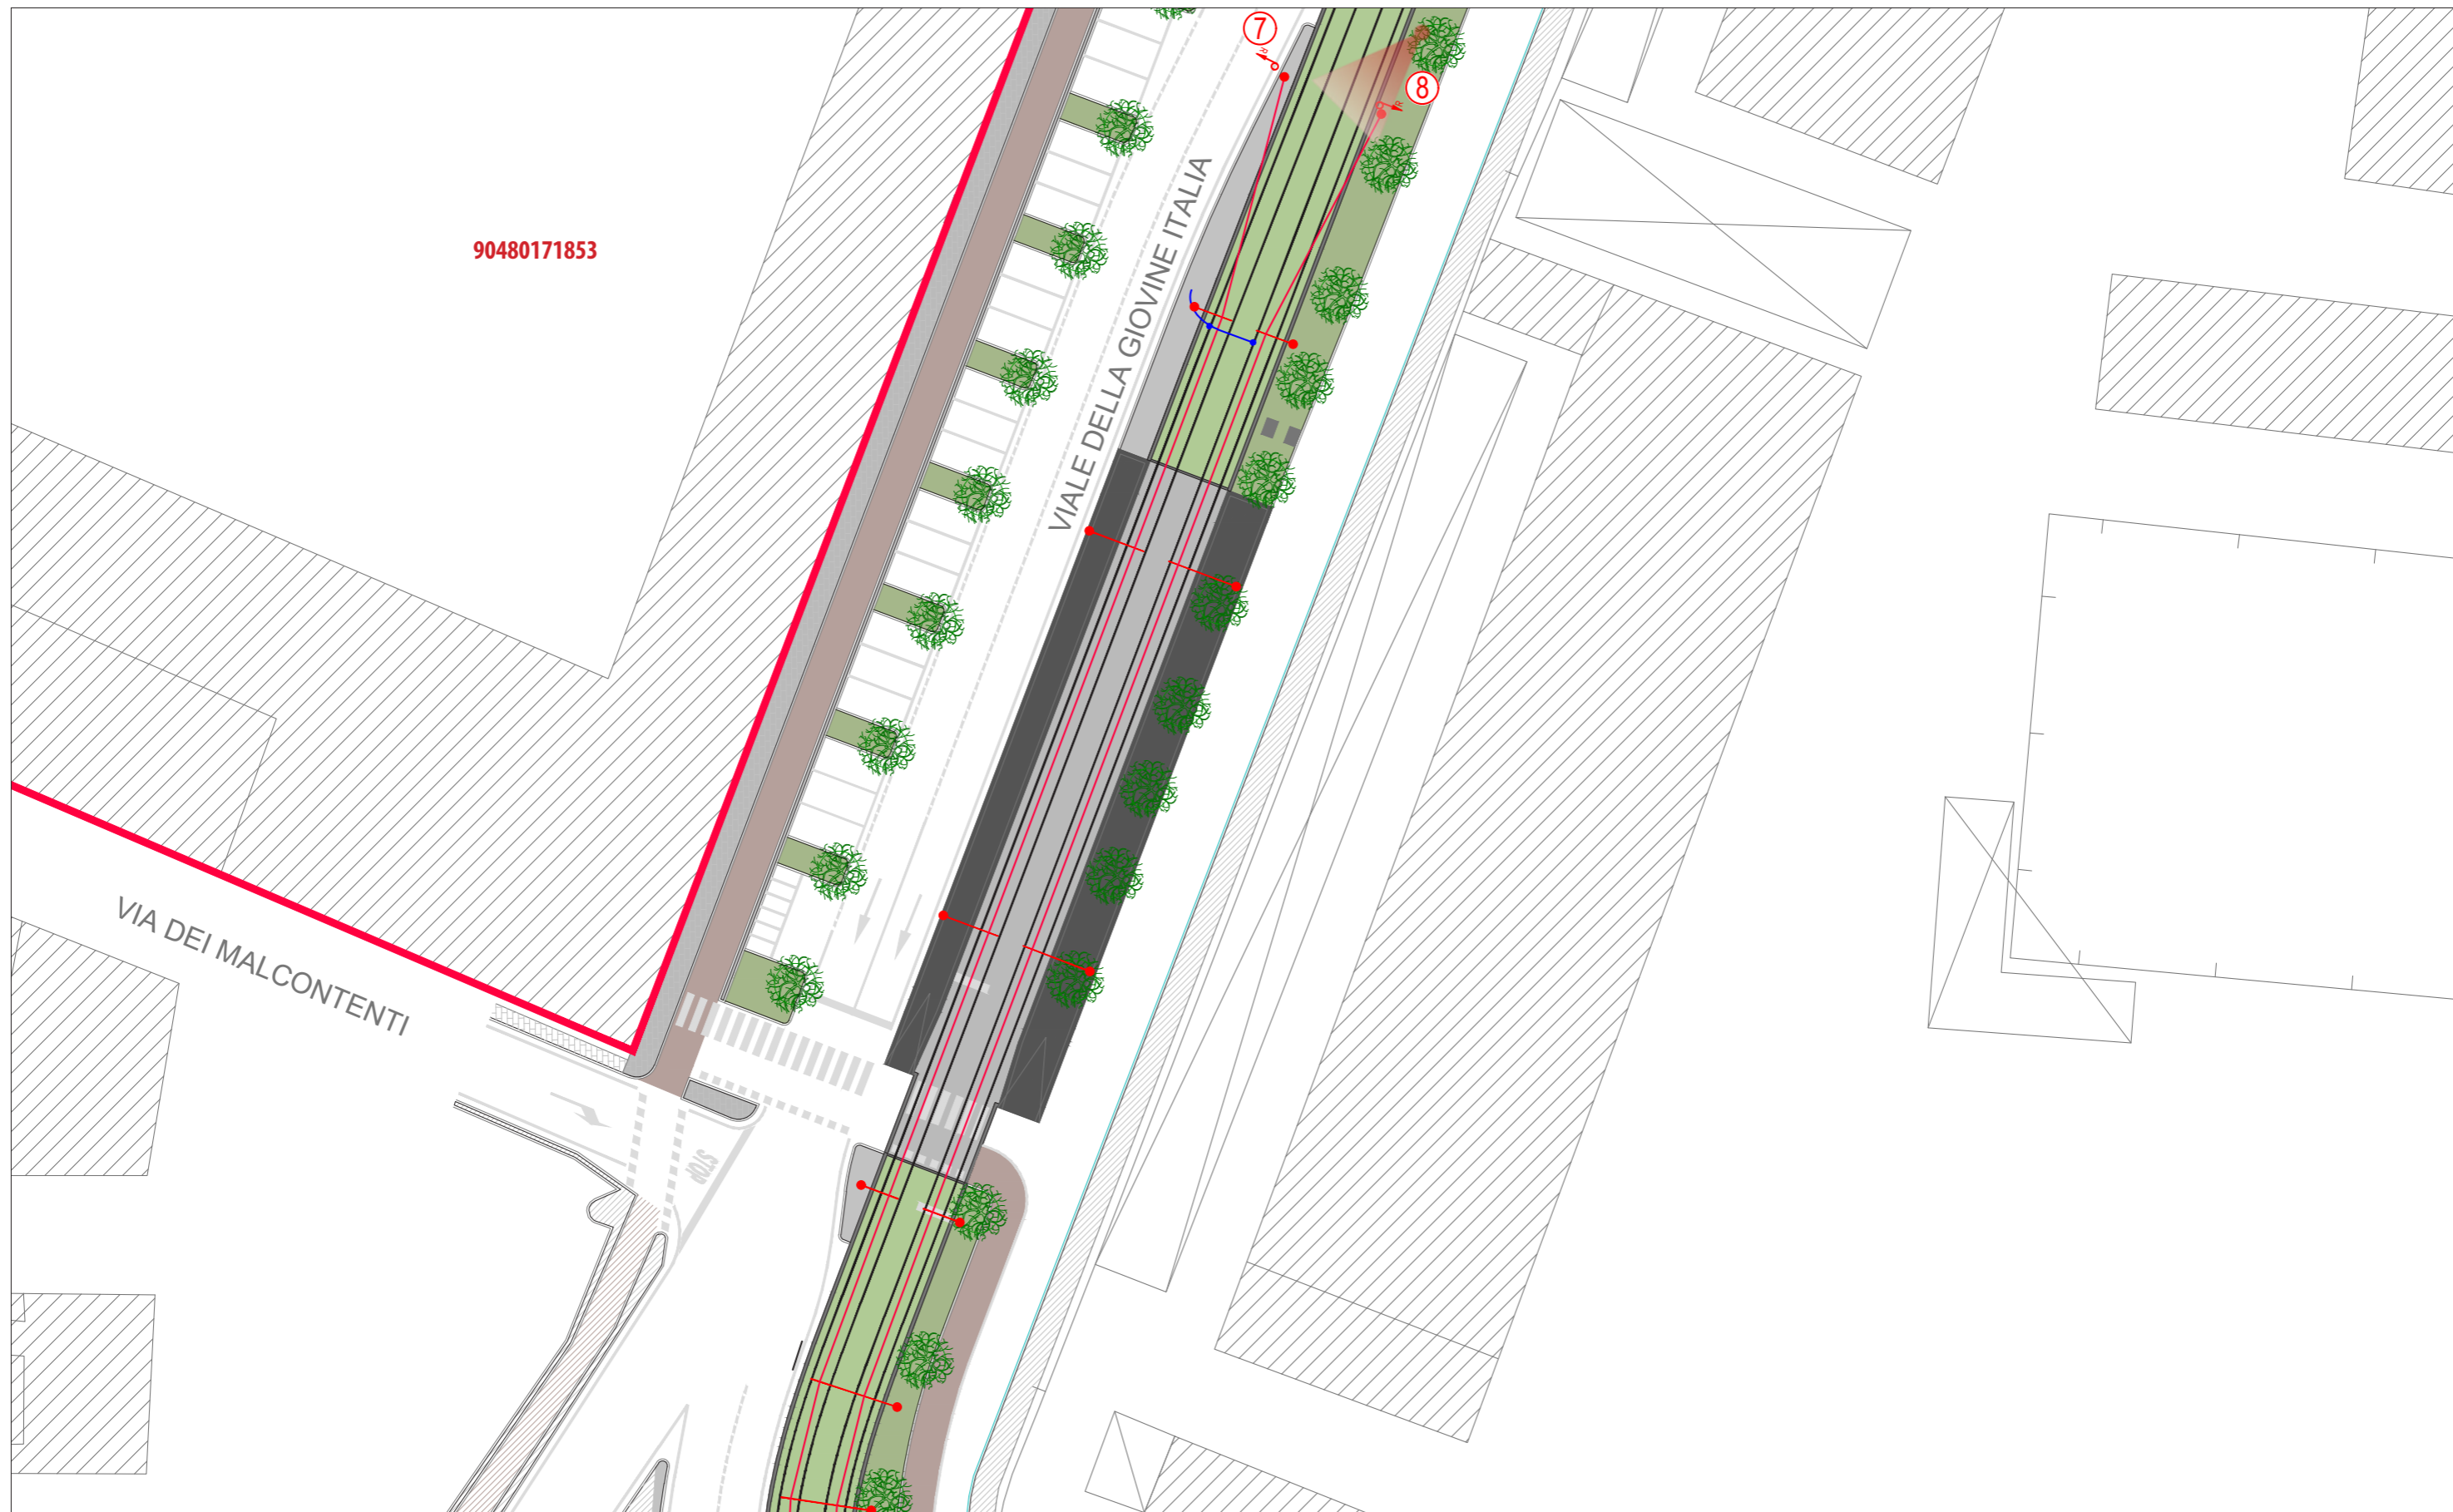 7
8
90480171853
VIALE DELLA GIOVINE ITALIA
VIA DEI MALCONTENTI
STOP